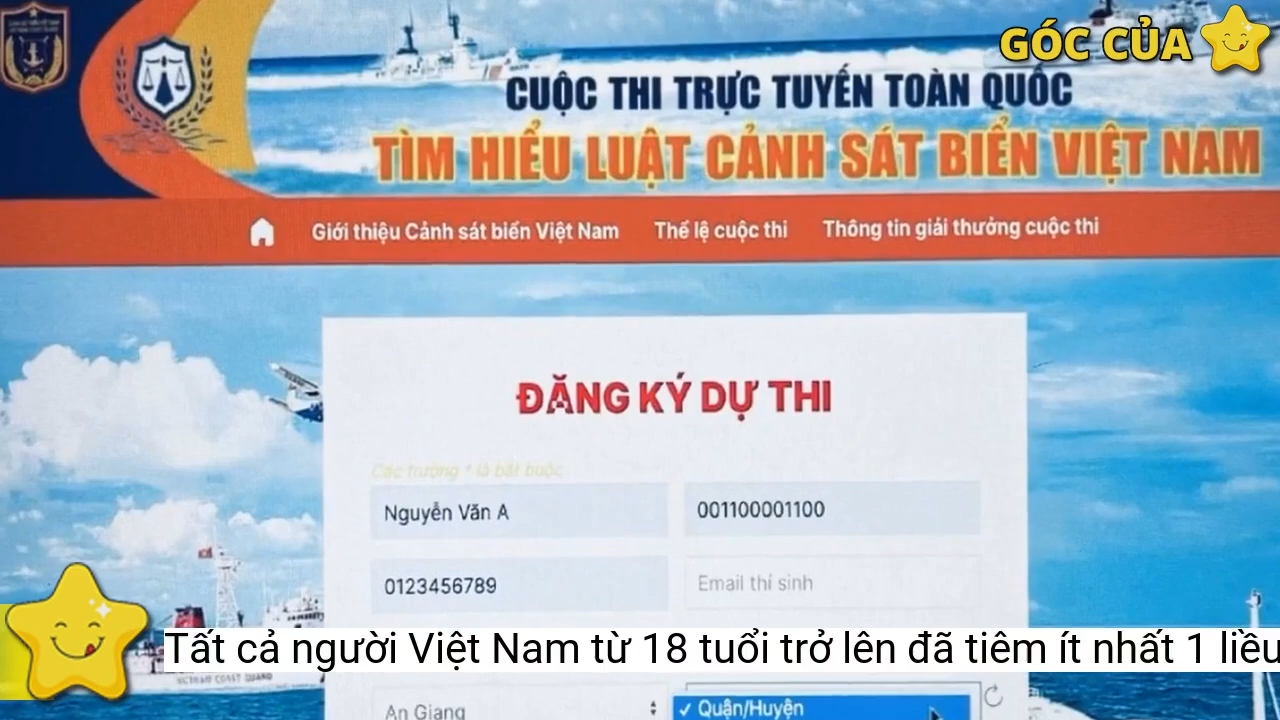 GÓC CỦA
CUỘC THI TRỰC TUYẾN TOÀN QUỐC
TÌM HIỂU LUẬT CẢNH SÁT BIỂN VIỆT NAM
Giới thiệu Cảnh sát biển Việt Nam
Thể lệ cuộc thi
Thông tin giải thưởng cuộc thi
ĐĂNG KÝ DỰ THI
Các trường * là bắt buộc
Nguyễn Văn A
001100001100
0123456789
Email thí sinh
Tất cả người Việt Nam từ 18 tuổi trở lên đã tiêm ít nhất 1 liều
VIETNAM COAST GUARD
An Giang
✓ Quận/Huyện